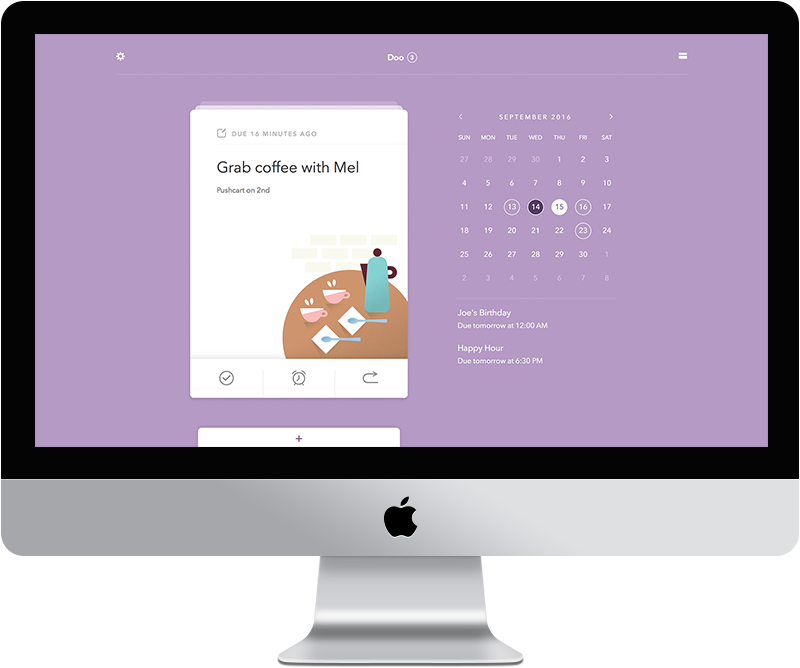 Doo 3
DUE 16 MINUTES AGO
Grab coffee with Mel
Pushcart on 2nd
+
SEPTEMBER 2016
SUN MON TUE WED THU FRI SAT
27 28 29 30 1 2 3
4 5 6 7 8 9 10
11 12 13 14 15 16 17
18 19 20 21 22 23 24
25 26 27 28 29 30 1
2 3 4 5 6 7 8
Joe's Birthday
Due tomorrow at 12:00 AM
Happy Hour
Due tomorrow at 6:30 PM